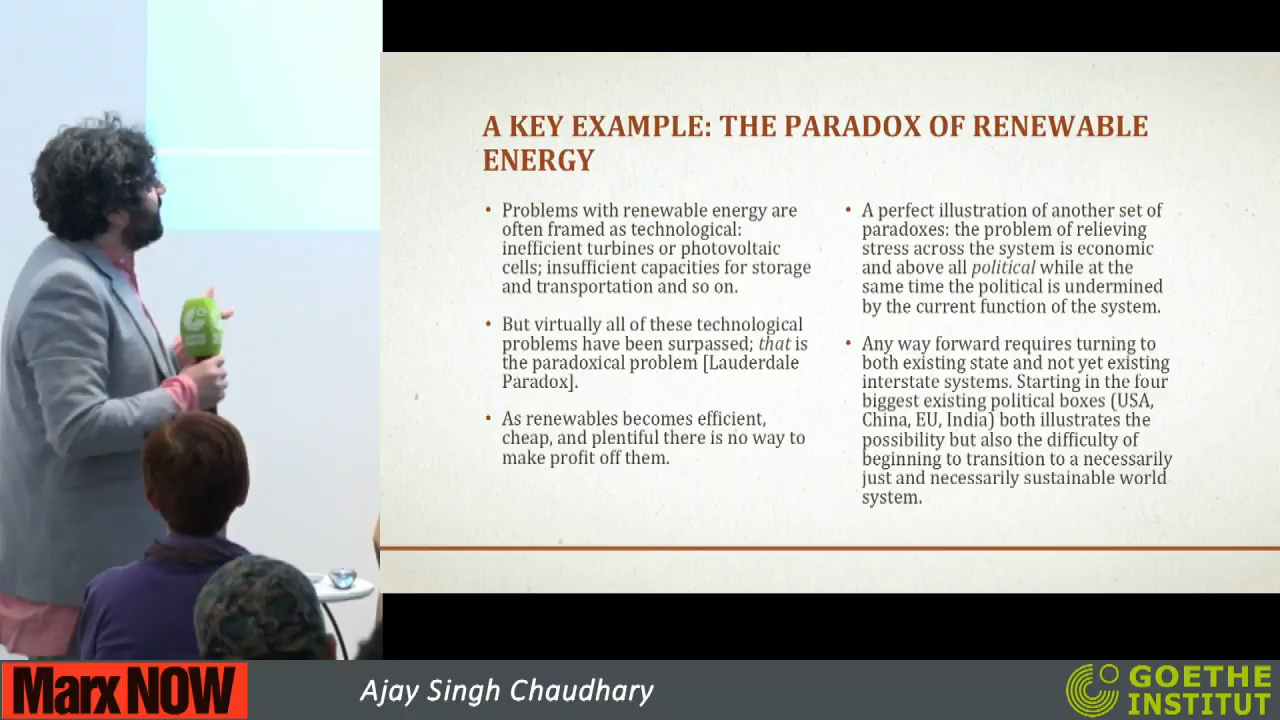 A KEY EXAMPLE: THE PARADOX OF RENEWABLE
ENERGY
• Problems with renewable energy are
often framed as technological:
inefficient turbines or photovoltaic
cells; insufficient capacities for storage
and transportation and so on.
• But virtually all of these technological
problems have been surpassed; that is
the paradoxical problem [Lauderdale
Paradox].
• As renewables becomes efficient,
cheap, and plentiful there is no way to
make profit off them.
• A perfect illustration of another set of
paradoxes: the problem of relieving
stress across the system is economic
and above all political while at the
same time the political is undermined
by the current function of the system.
• Any way forward requires turning to
both existing state and not yet existing
interstate systems. Starting in the four
biggest existing political boxes (USA,
China, EU, India) both illustrates the
possibility but also the difficulty of
beginning to transition to a necessarily
just and necessarily sustainable world
system.
Marx NOW
Ajay Singh Chaudhary
GOETHE
INSTITUT